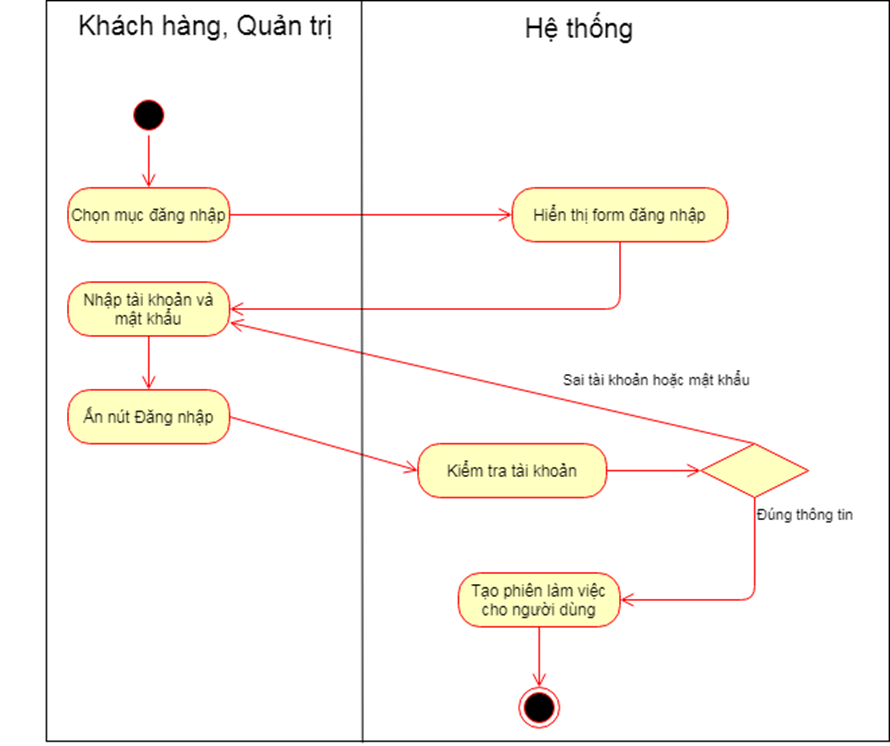 Khách hàng, Quản trị
Hệ thống
Chọn mục đăng nhập
Hiển thị form đăng nhập
Nhập tài khoản và
mật khẩu
Sai tài khoản hoặc mật khẩu
Ấn nút Đăng nhập
Kiểm tra tài khoản
Đúng thông tin
Tạo phiên làm việc
cho người dùng